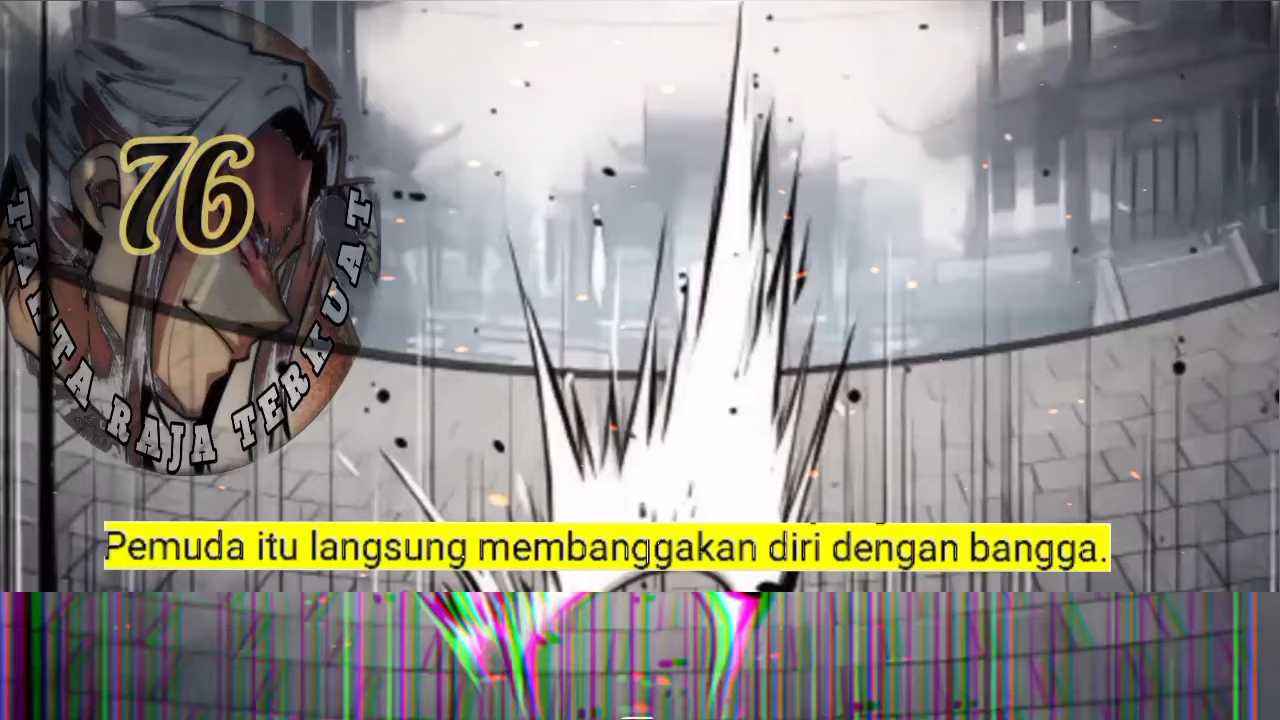 76
TAHTA RAJA TERKUAT
Pemuda itu langsung membanggakan diri dengan bangga.